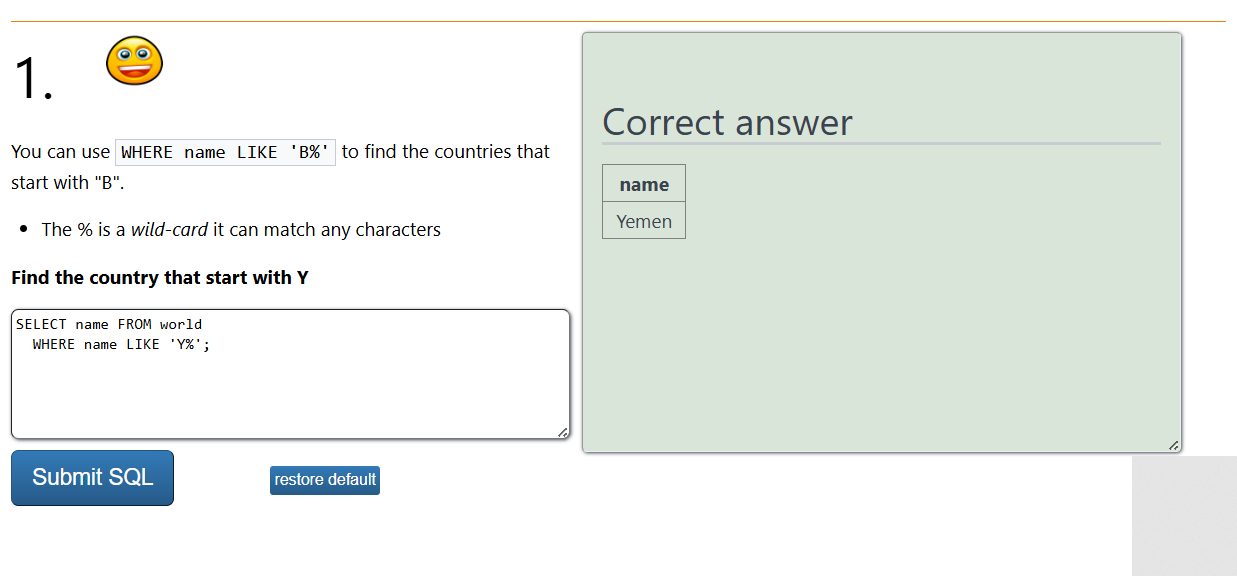 1.
You can use WHERE name LIKE 'B%' to find the countries that
start with "B".
• The % is a wild-card it can match any characters
Find the country that start with Y
SELECT name FROM world
WHERE name LIKE 'Y%';
Submit SQL
restore default
Correct answer
name
Yemen